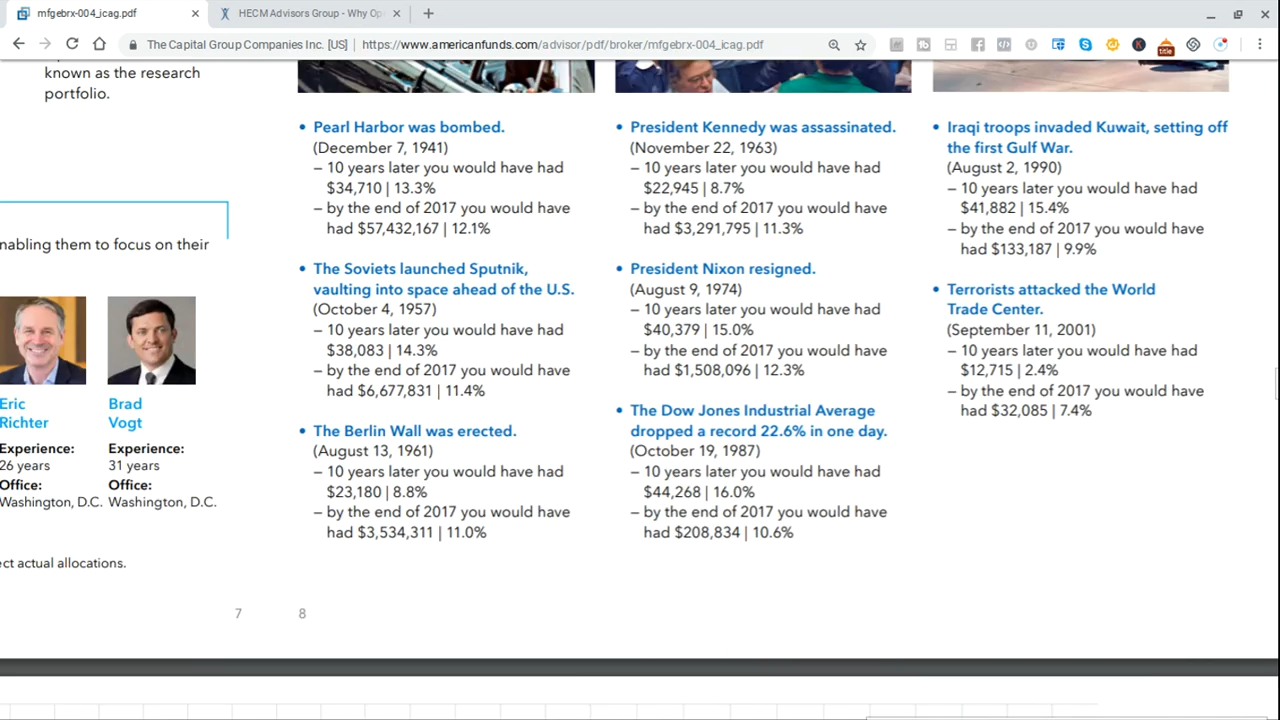 mfgebrx-004_icag.pdf
HECM Advisors Group - Why Op
The Capital Group Companies Inc. [US] | https://www.americanfunds.com/advisor/pdf/broker/mfgebrx-004_icag.pdf
known as the research
portfolio.
nabling them to focus on their
Eric
Richter
Experience:
26 years
Office:
Washington, D.C.
Brad
Vogt
Experience:
31 years
Office:
Washington, D.C.
ct actual allocations.
7
• Pearl Harbor was bombed.
(December 7, 1941)
– 10 years later you would have had
$34,710 | 13.3%
– by the end of 2017 you would have
had $57,432,167 | 12.1%
• The Soviets launched Sputnik,
vaulting into space ahead of the U.S.
(October 4, 1957)
– 10 years later you would have had
$38,083 | 14.3%
– by the end of 2017 you would have
had $6,677,831 | 11.4%
• The Berlin Wall was erected.
(August 13, 1961)
– 10 years later you would have had
$23,180 | 8.8%
– by the end of 2017 you would have
had $3,534,311 | 11.0%
• President Kennedy was assassinated.
(November 22, 1963)
– 10 years later you would have had
$22,945 | 8.7%
– by the end of 2017 you would have
had $3,291,795 | 11.3%
• President Nixon resigned.
(August 9, 1974)
– 10 years later you would have had
$40,379 | 15.0%
– by the end of 2017 you would have
had $1,508,096 | 12.3%
• The Dow Jones Industrial Average
dropped a record 22.6% in one day.
(October 19, 1987)
– 10 years later you would have had
$44,268 | 16.0%
– by the end of 2017 you would have
had $208,834 | 10.6%
• Iraqi troops invaded Kuwait, setting off
the first Gulf War.
(August 2, 1990)
– 10 years later you would have had
$41,882 | 15.4%
– by the end of 2017 you would have
had $133,187 | 9.9%
• Terrorists attacked the World
Trade Center.
(September 11, 2001)
– 10 years later you would have had
$12,715 | 2.4%
– by the end of 2017 you would have
had $32,085 | 7.4%
8